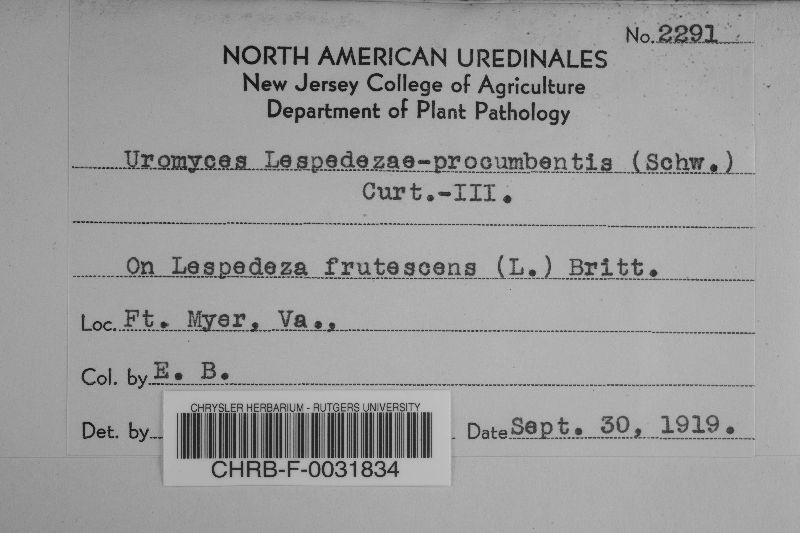 No. 2291
NORTH AMERICAN UREDINALES
New Jersey College of Agriculture
Department of Plant Pathology
Uromyces Lespedezae-procumbentis (Schw.)
Curt.-III.
On Lespedeza frutescens (L.) Britt.
Loc. Ft. Myer, Va.,
Col. by E. B.
Det. by
Date Sept. 30, 1919.
CHRYSLER HERBARIUM - RUTGERS UNIVERSITY
CHRB-F-0031834